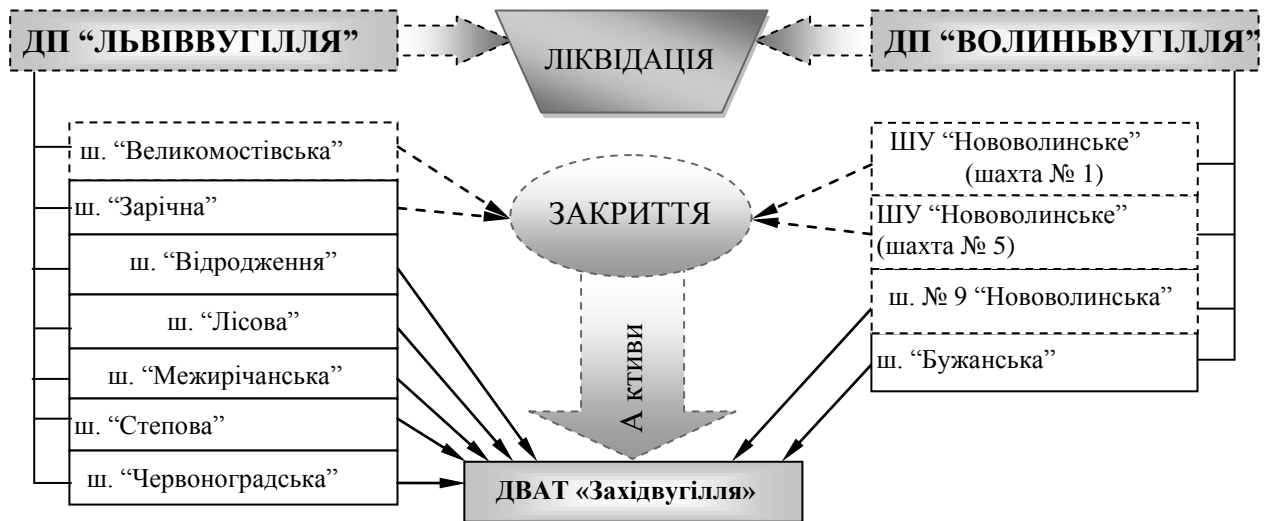 ДП “ЛЬВІВВУГІЛЛЯ”
ЛІКВІДАЦІЯ
ДП “ВОЛИНЬВУГІЛЛЯ”
ш. “Великомостівська”
ш. “Зарічна”
ш. “Відродження”
ш. “Лісова”
ш. “Межирічанська”
ш. “Степова”
ш. “Червоноградська”
ЗАКРИТТЯ
А ктиви
ШУ “Нововолинське”
(шахта № 1)
ШУ “Нововолинське”
(шахта № 5)
ш. № 9 “Нововолинська”
ш. “Бужанська”
ДВАТ «Західвугілля»